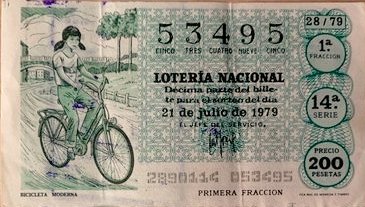 53495
28/79
CINCO TRES CUATRO NUEVE CINCO
1ª
FRACCION
LOTERÍA NACIONAL
Décima parte del bille-
te para el sorteo del día
21 de julio de 1979
EL JEFE DEL SERVICIO,
14ª
SERIE
PRECIO
200
PESETAS
2890114 053495
BICICLETA MODERNA
PRIMERA FRACCION